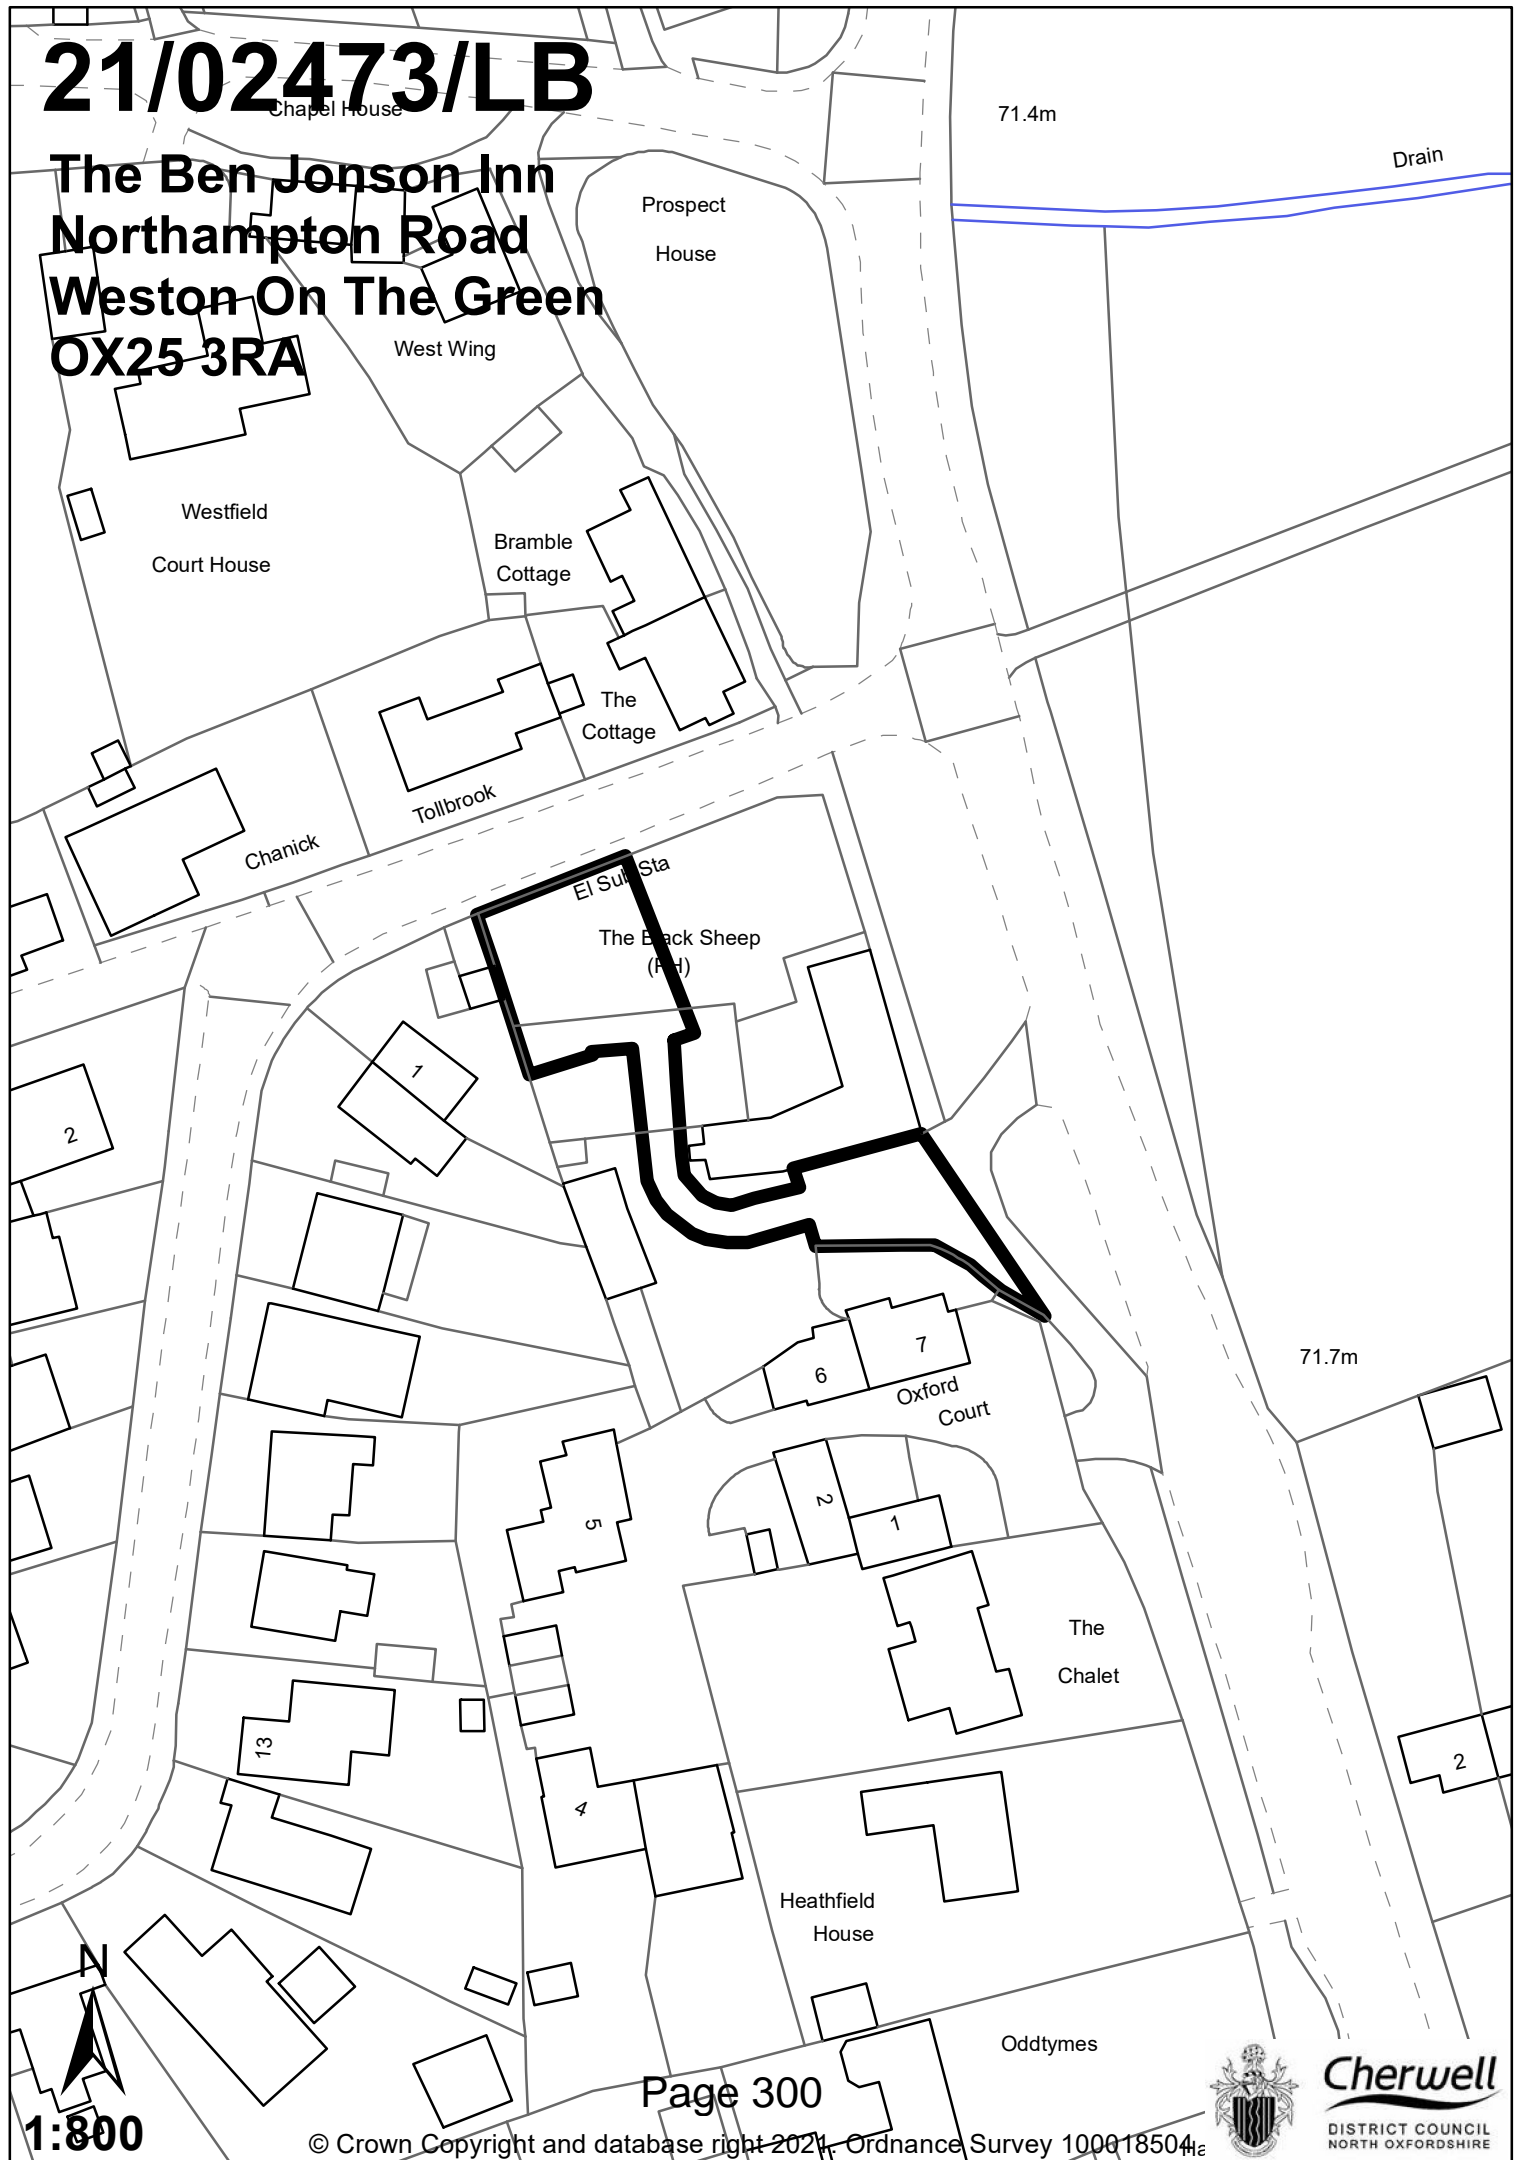 21/02473/LB
Chapel House
The Ben Jonson Inn
Northampton Road
Weston On The Green
OX25 3RA
71.4m
Drain
Prospect
House
West Wing
Westfield
Court House
Bramble
Cottage
The
Cottage
Tollbrook
Chanick
El Sub Sta
The Black Sheep
(PH)
1
2
71.7m
7
6
Oxford
Court
2
1
5
The
Chalet
13
2
4
Heathfield
House
N
Oddtymes
Page 300
1:800
© Crown Copyright and database right 2021. Ordnance Survey 100018504
Ha
Cherwell
DISTRICT COUNCIL
NORTH OXFORDSHIRE